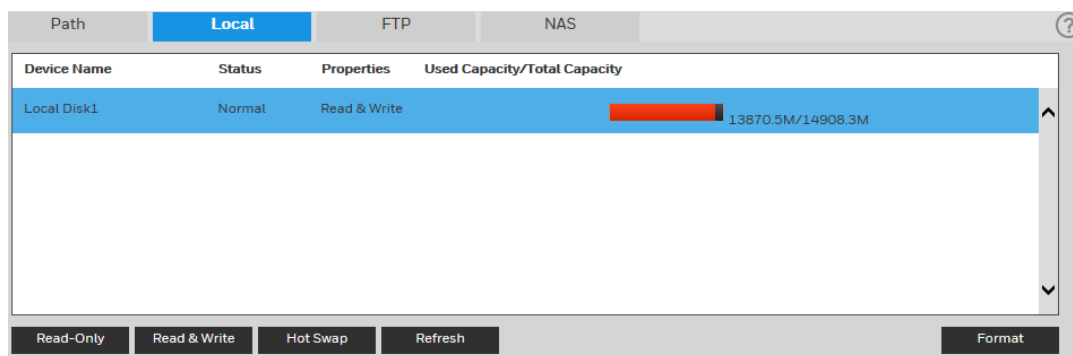 Path Local FTP NAS ?
Device Name Status Properties Used Capacity/Total Capacity
Local Disk1 Normal Read & Write 13870.5M/14908.3M
Read-Only Read & Write Hot Swap Refresh Format